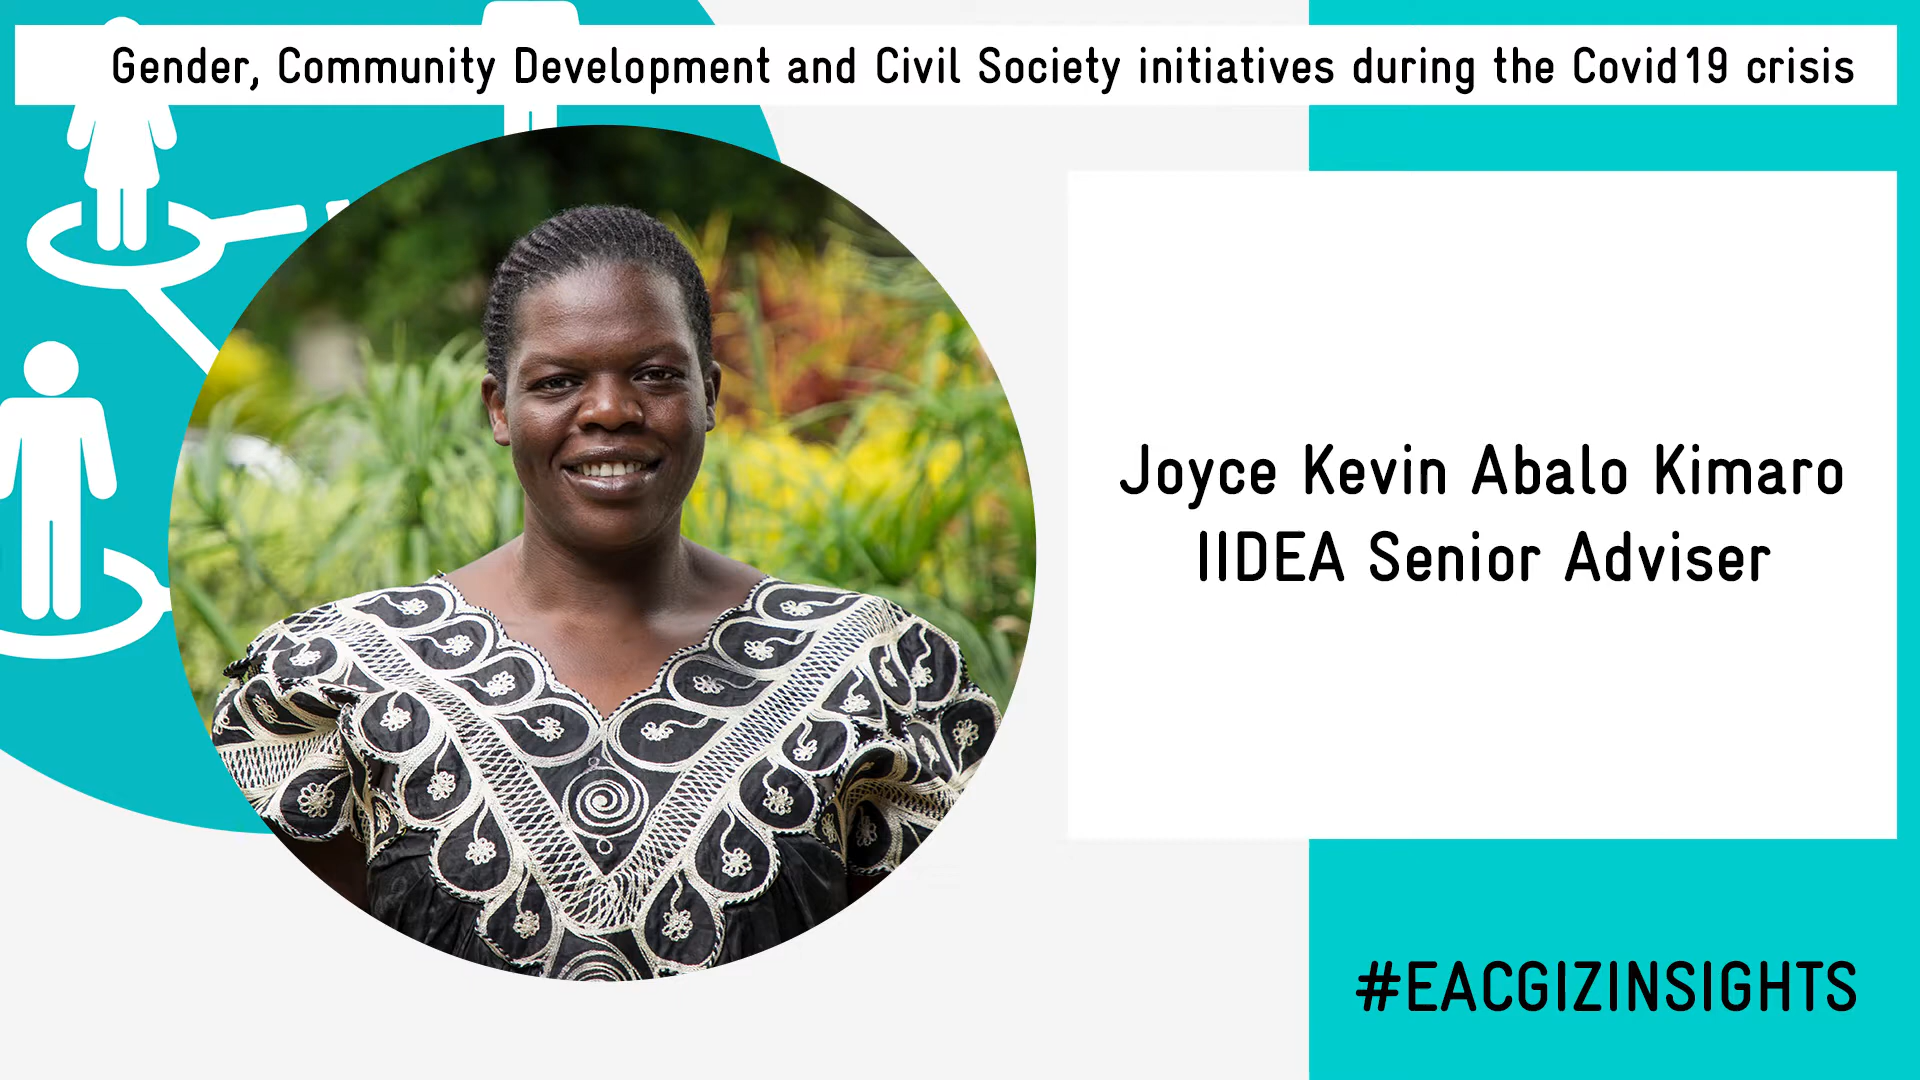 Gender, Community Development and Civil Society initiatives during the Covid19 crisis
Joyce Kevin Abalo Kimaro
IIDEA Senior Adviser
#EACGIZINSIGHTS